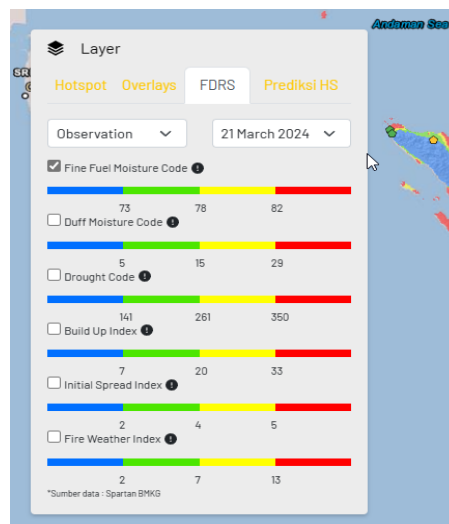 Andaman Sea
Layer
SRI
Hotspot Overlays FDRS Prediksi HS
Observation 21 March 2024
Fine Fuel Moisture Code
73 78 82
Duff Moisture Code
5 15 29
Drought Code
141 261 350
Build Up Index
7 20 33
Initial Spread Index
2 4 5
Fire Weather Index
2 7 13
*Sumber data : Spartan BMKG